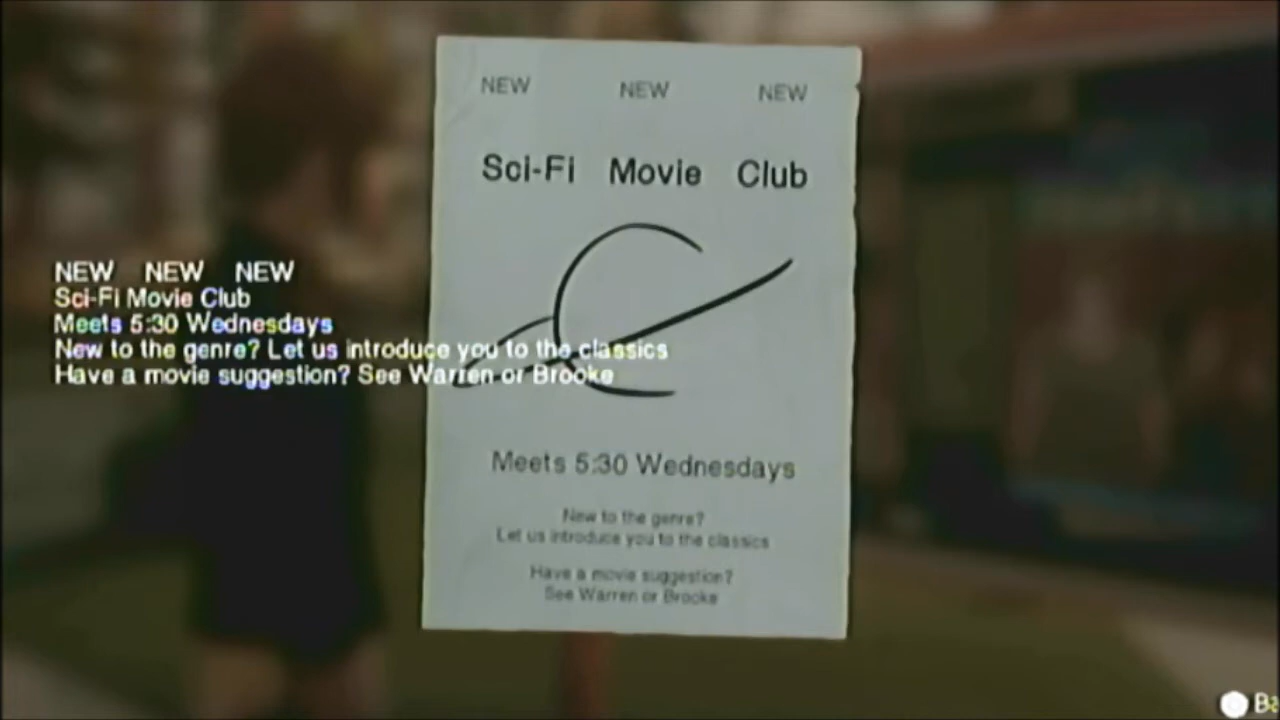 NEW NEW NEW
Sci-Fi Movie Club
Meets 5:30 Wednesdays
New to the genre?
Let us introduce you to the classics
Have a movie suggestion?
See Warren or Brooke
NEW NEW NEW
Sci-Fi Movie Club
Meets 5:30 Wednesdays
New to the genre? Let us introduce you to the classics
Have a movie suggestion? See Warren or Brooke